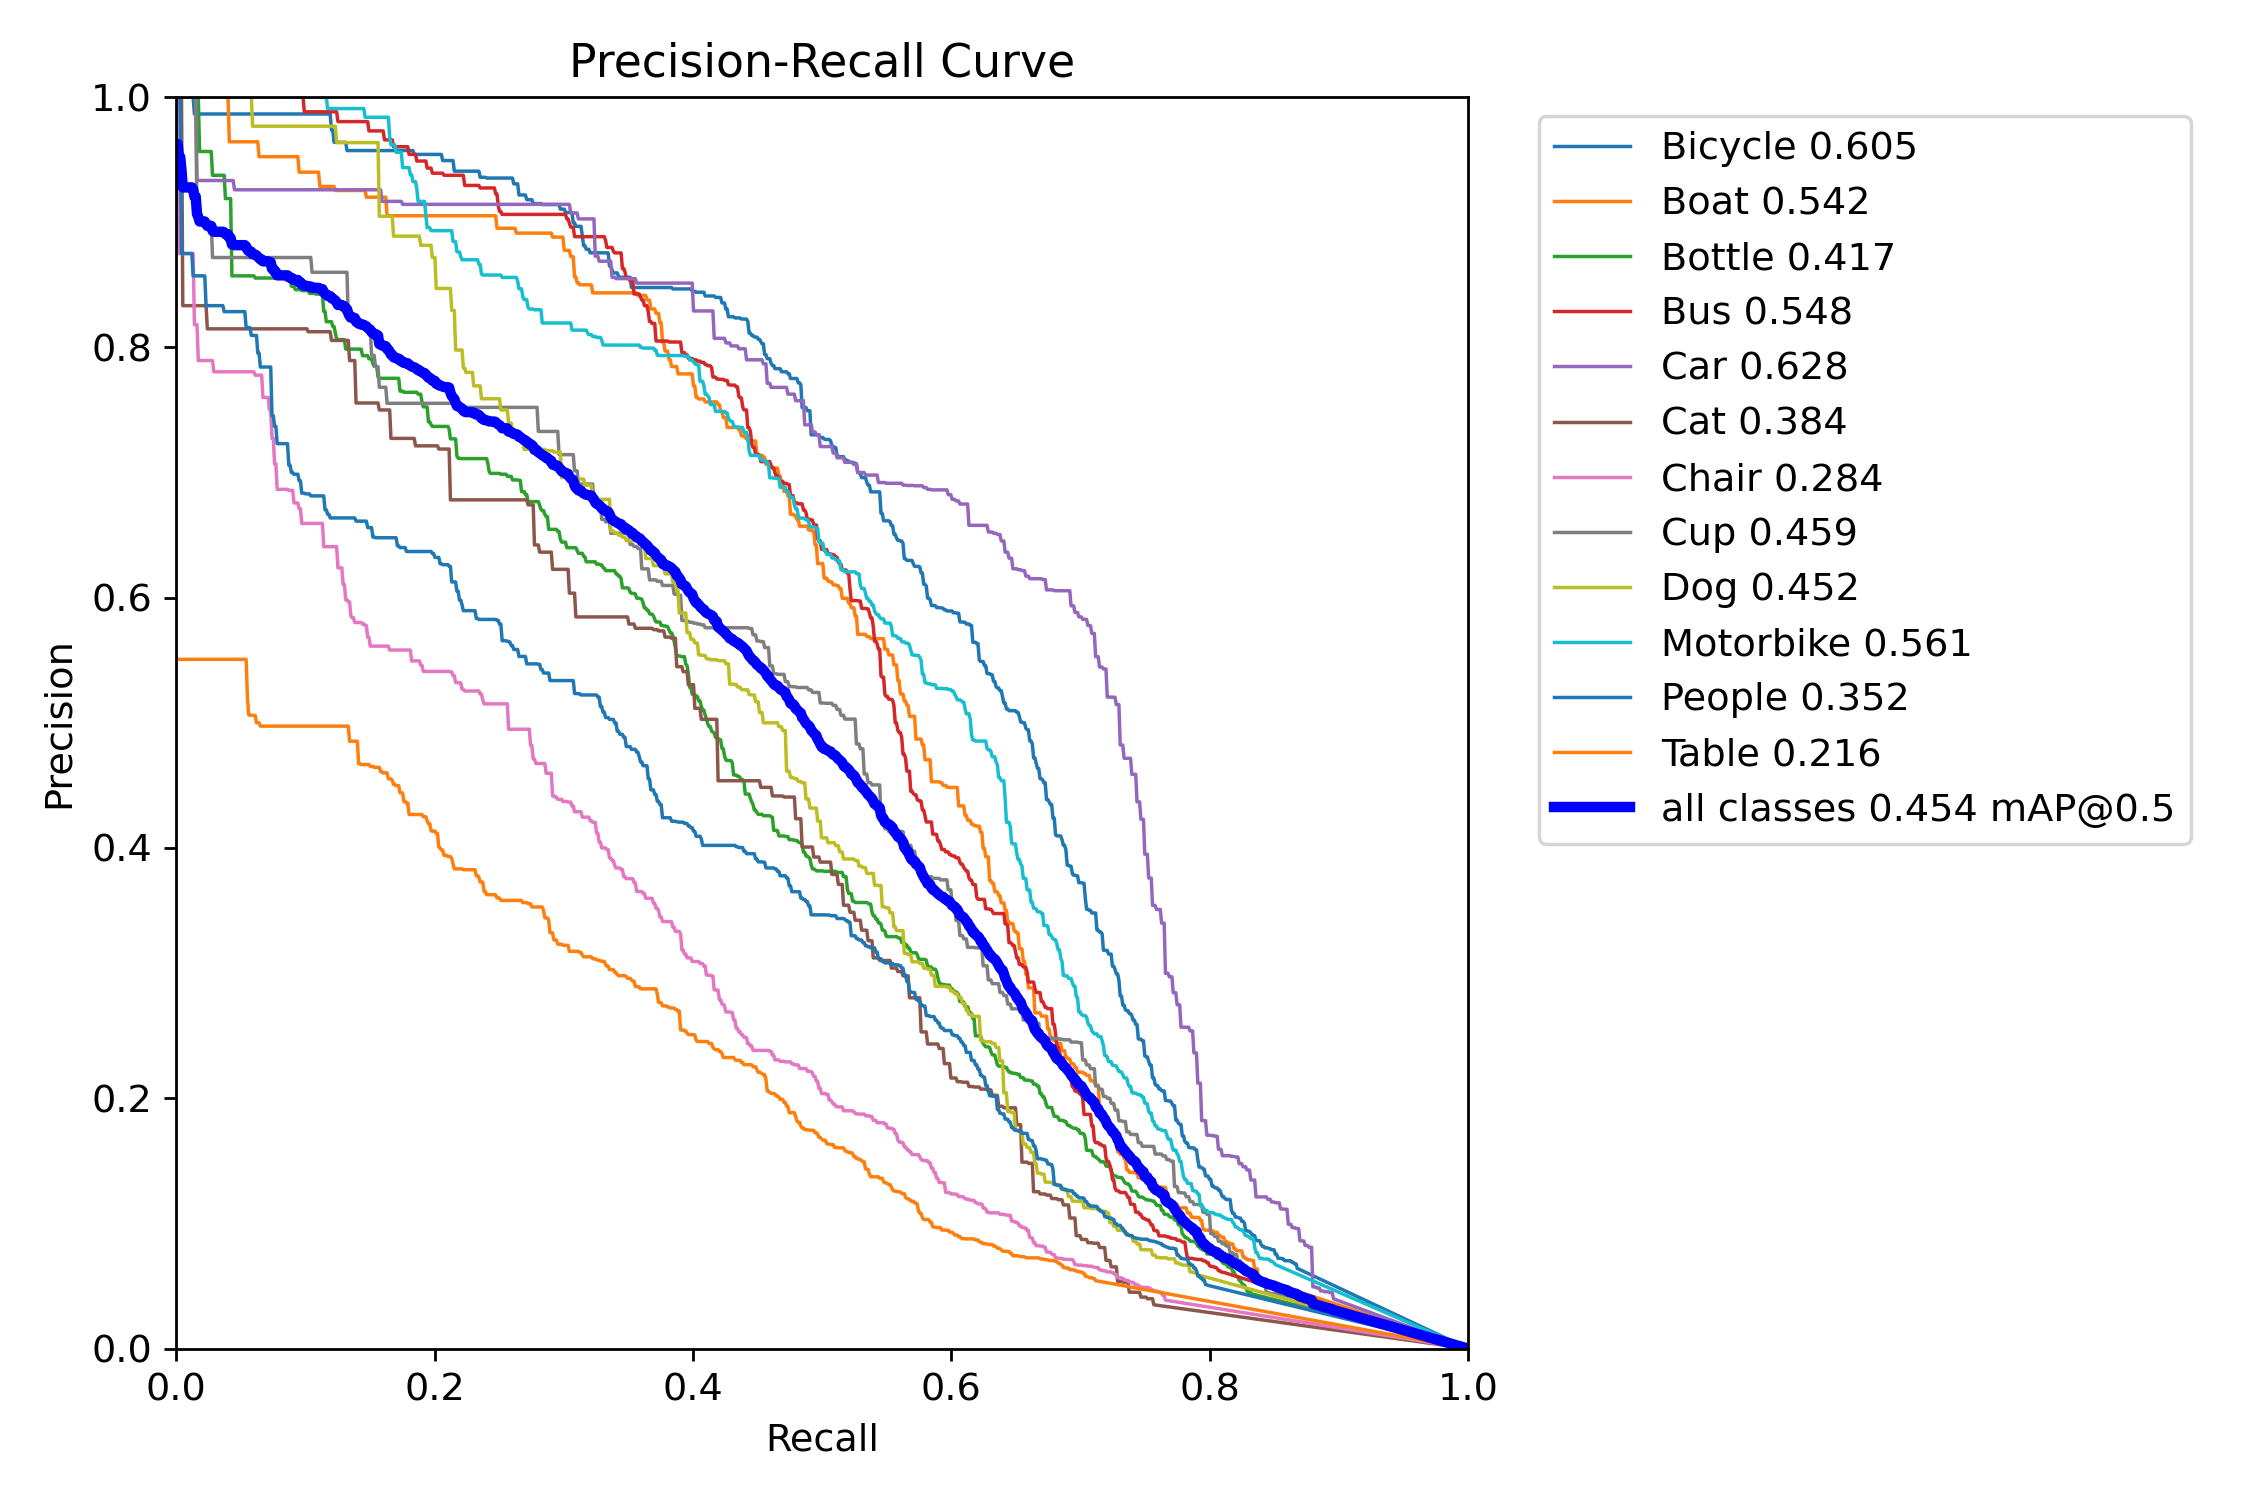 Precision-Recall Curve
1.0
0.8
0.6
0.4
0.2
0.0
Precision
0.0 0.2 0.4 0.6 0.8 1.0
Recall
Bicycle 0.605
Boat 0.542
Bottle 0.417
Bus 0.548
Car 0.628
Cat 0.384
Chair 0.284
Cup 0.459
Dog 0.452
Motorbike 0.561
People 0.352
Table 0.216
all classes 0.454 mAP@0.5